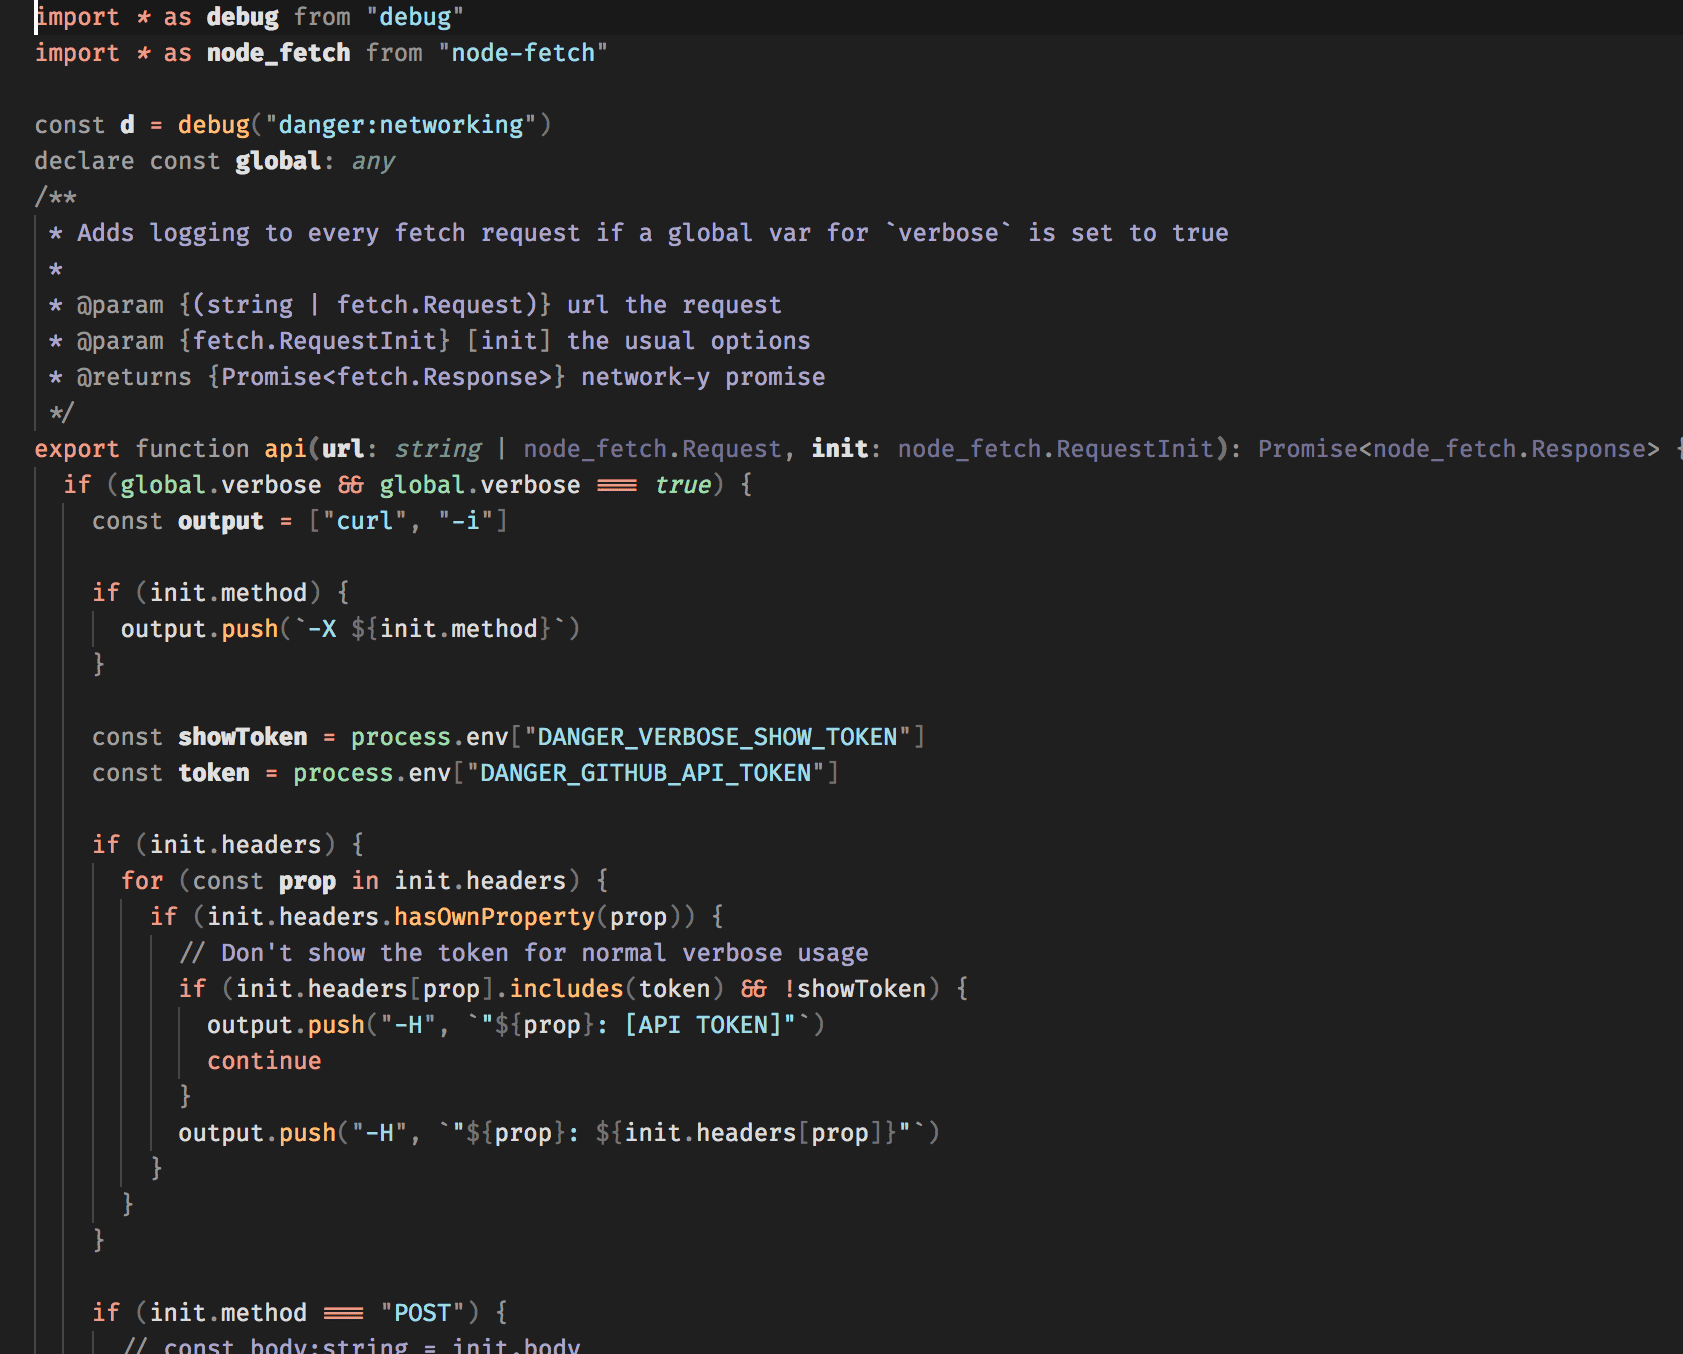 import * as debug from "debug"
import * as node_fetch from "node-fetch"
const d = debug("danger:networking")
declare const global: any
/**
* Adds logging to every fetch request if a global var for `verbose` is set to true
*
* @param {(string | fetch.Request)} url the request
* @param {fetch.RequestInit} [init] the usual options
* @returns {Promise<fetch.Response>} network-y promise
*/
export function api(url: string | node_fetch.Request, init: node_fetch.RequestInit): Promise<node_fetch.Response> {
if (global.verbose && global.verbose === true) {
const output = ["curl", "-i"]
if (init.method) {
output.push(`-X ${init.method}`)
}
const showToken = process.env["DANGER_VERBOSE_SHOW_TOKEN"]
const token = process.env["DANGER_GITHUB_API_TOKEN"]
if (init.headers) {
for (const prop in init.headers) {
if (init.headers.hasOwnProperty(prop)) {
// Don't show the token for normal verbose usage
if (init.headers[prop].includes(token) && !showToken) {
output.push("-H", `"${prop}: [API TOKEN]"`)
continue
}
output.push("-H", `"${prop}: ${init.headers[prop]}"`)
}
}
}
if (init.method === "POST") {
// const body:string = init.body